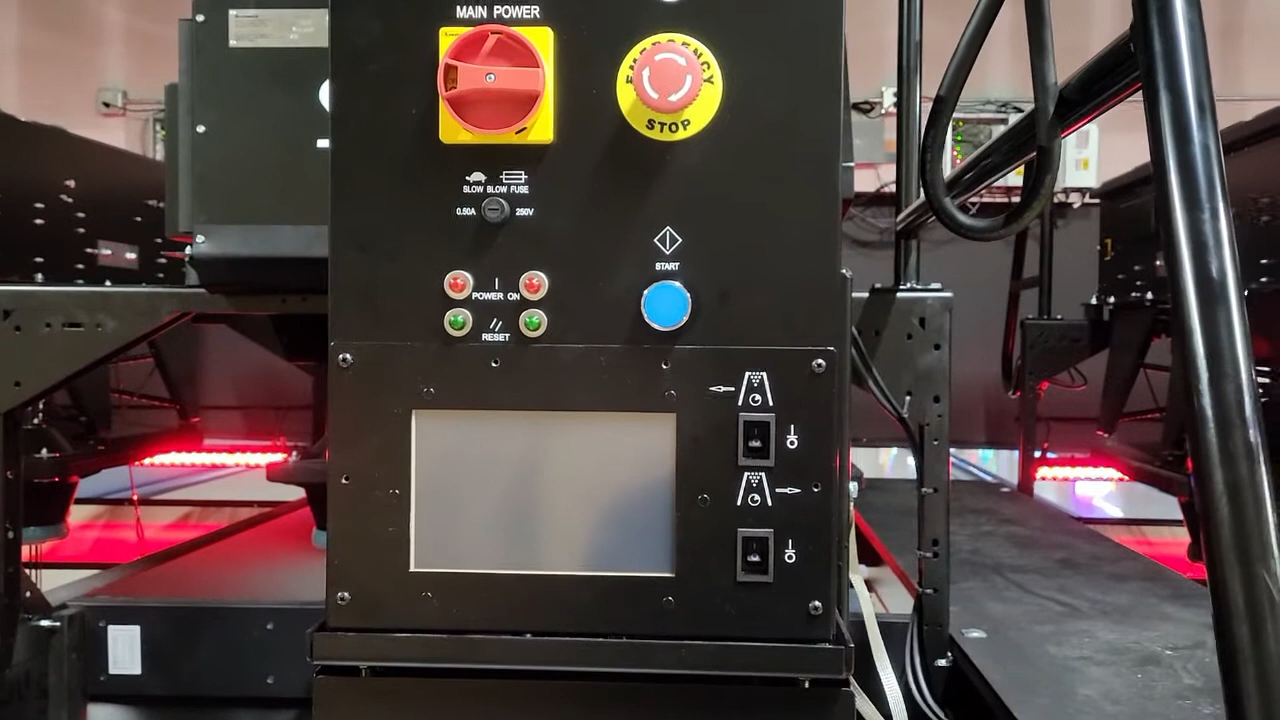 MAIN POWER
EMERGENCY
STOP
SLOW BLOW FUSE
0.50A 250V
START
POWER ON
RESET